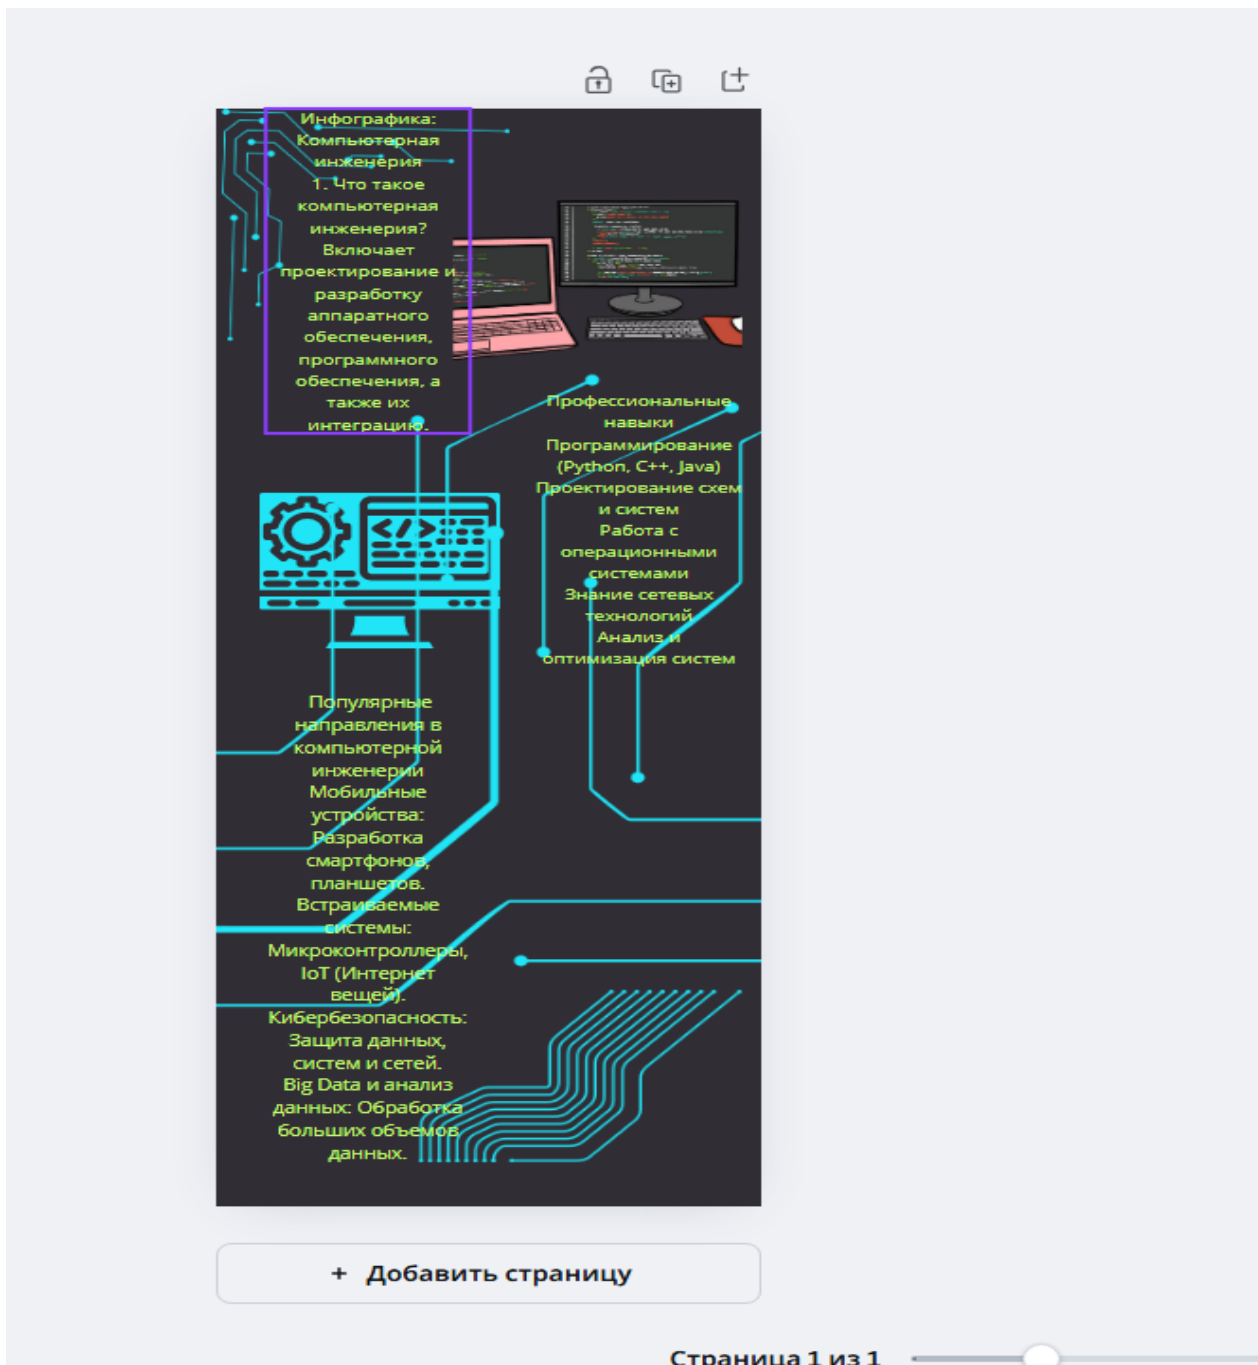 Инфографика:
Компьютерная
инженерия
1. Что такое
компьютерная
инженерия?
Включает
проектирование и
разработку
аппаратного
обеспечения,
программного
обеспечения, а
также их
интеграцию.
Профессиональные
навыки
Программирование
(Python, C++, Java)
Проектирование схем
и систем
Работа с
операционными
системами
Знание сетевых
технологий
Анализ и
оптимизация систем
</>
Популярные
направления в
компьютерной
инженерии
Мобильные
устройства:
Разработка
смартфонов,
планшетов.
Встраиваемые
системы:
Микроконтроллеры,
IoT (Интернет
вещей).
Кибербезопасность:
Защита данных,
систем и сетей.
Big Data и анализ
данных: Обработка
больших объемов
данных.
+ Добавить страницу
Страница 1 из 1